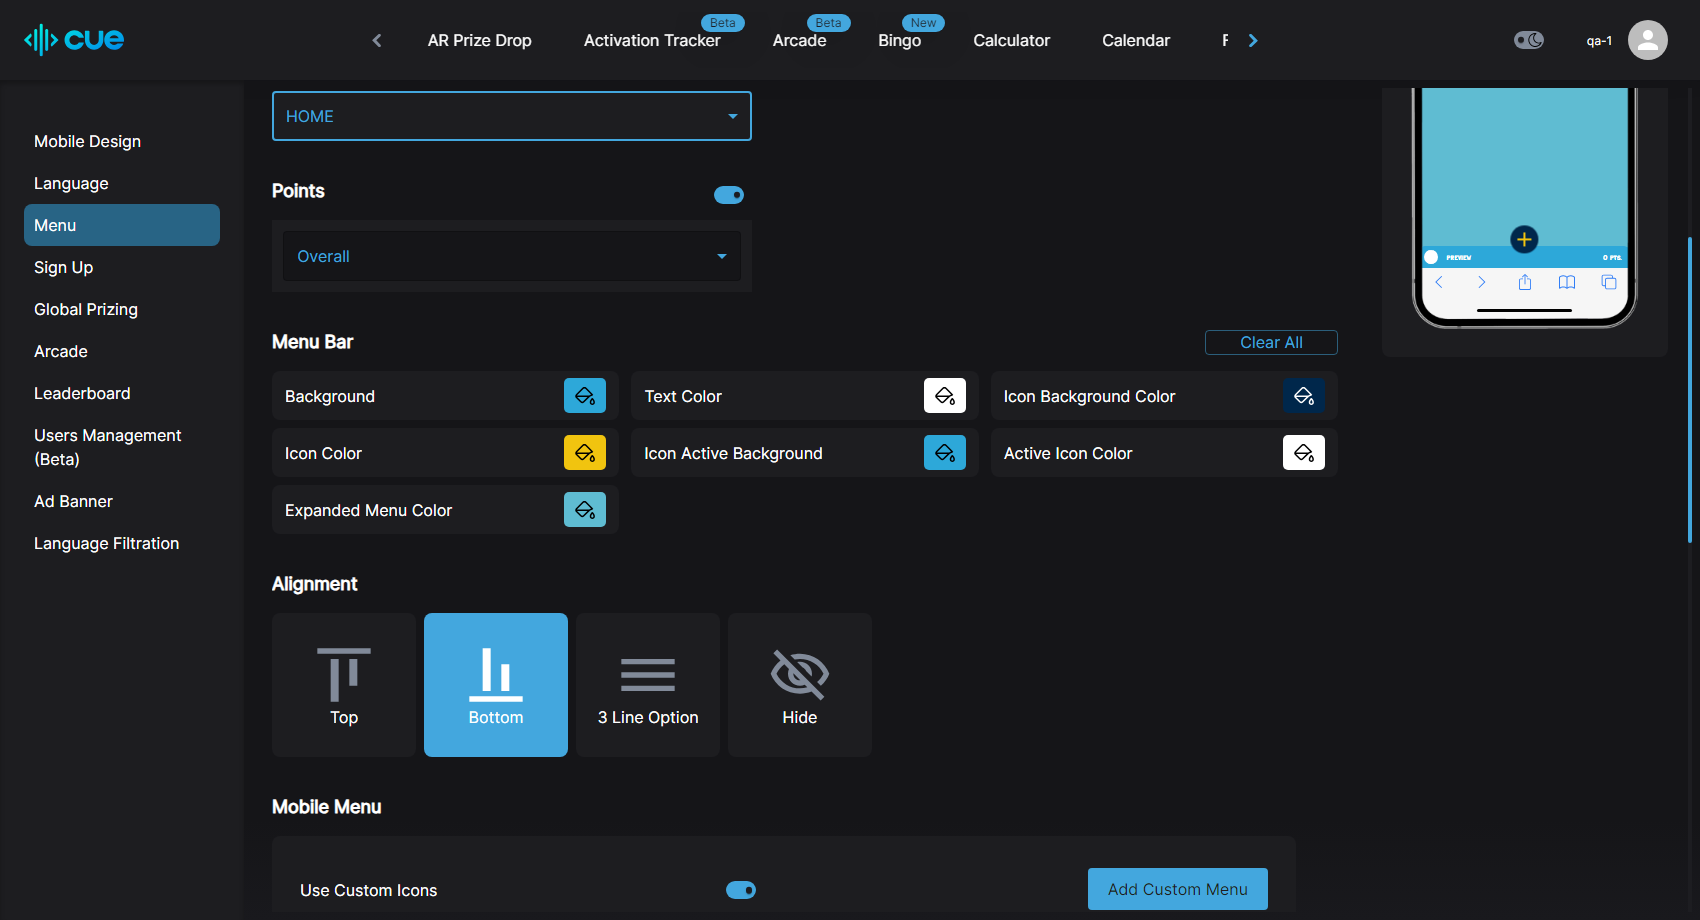 cue
AR Prize Drop
Activation Tracker
Beta
Arcade
Beta
Bingo
New
Calculator
Calendar
qa-1
Mobile Design
Language
Menu
Sign Up
Global Prizing
Arcade
Leaderboard
Users Management
(Beta)
Ad Banner
Language Filtration
HOME
Points
Overall
PREVIEW
0 PTS.
Menu Bar
Clear All
Background
Text Color
Icon Background Color
Icon Color
Icon Active Background
Active Icon Color
Expanded Menu Color
Alignment
Top
Bottom
3 Line Option
Hide
Mobile Menu
Use Custom Icons
Add Custom Menu